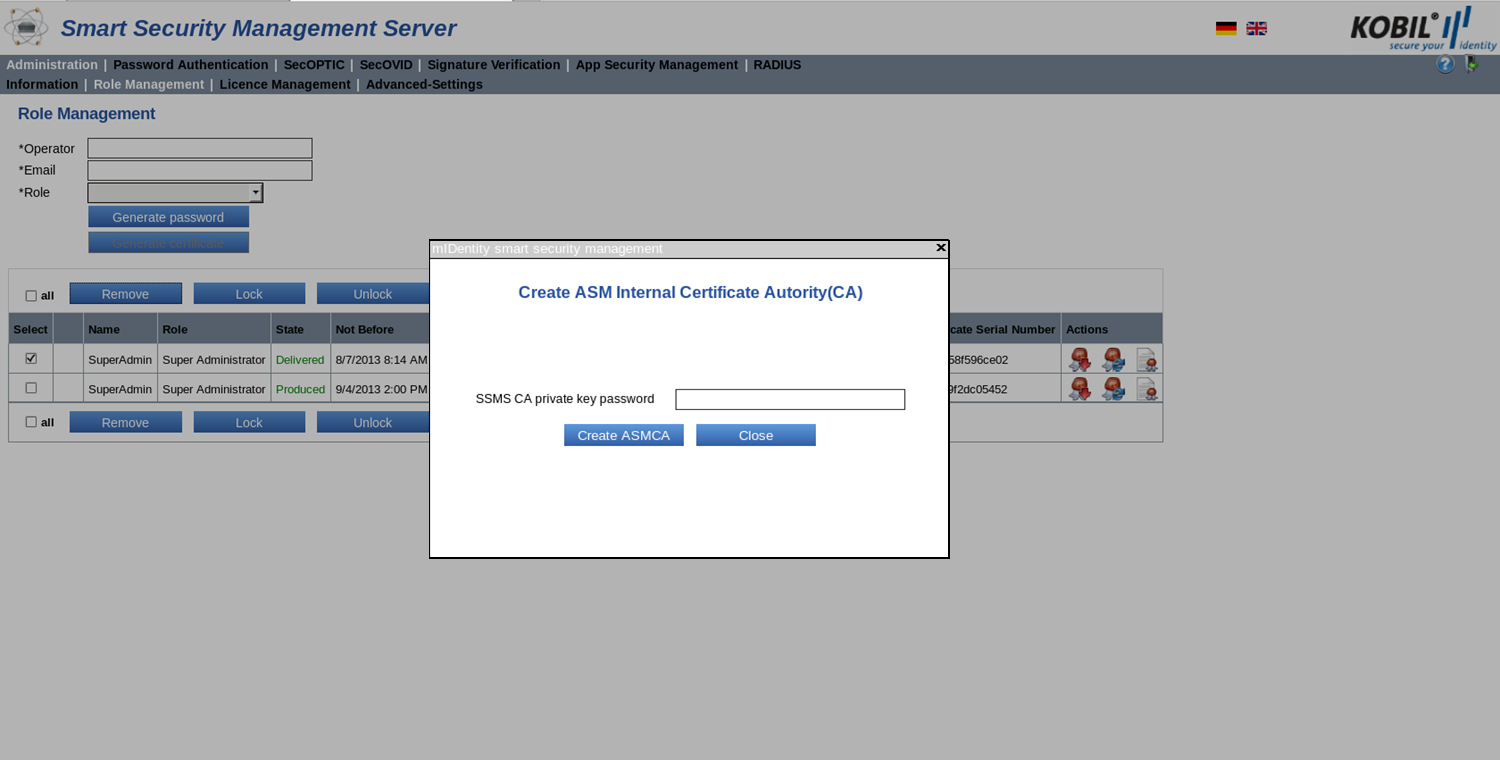 Smart Security Management Server
KOBIL®
secure your identity
Administration | Password Authentication | SecOPTIC | SecOVID | Signature Verification | App Security Management | RADIUS
Information | Role Management | Licence Management | Advanced-Settings
Role Management
*Operator
*Email
*Role
Generate password
Generate certificate
mIDentity smart security management
Create ASM Internal Certificate Autority(CA)
all Remove Lock Unlock
Select Name Role State Not Before cate Serial Number Actions
SuperAdmin Super Administrator Delivered 8/7/2013 8:14 AM 58f596ce02
SuperAdmin Super Administrator Produced 9/4/2013 2:00 PM 9f2dc05452
SSMS CA private key password
all Remove Lock Unlock
Create ASMCA Close